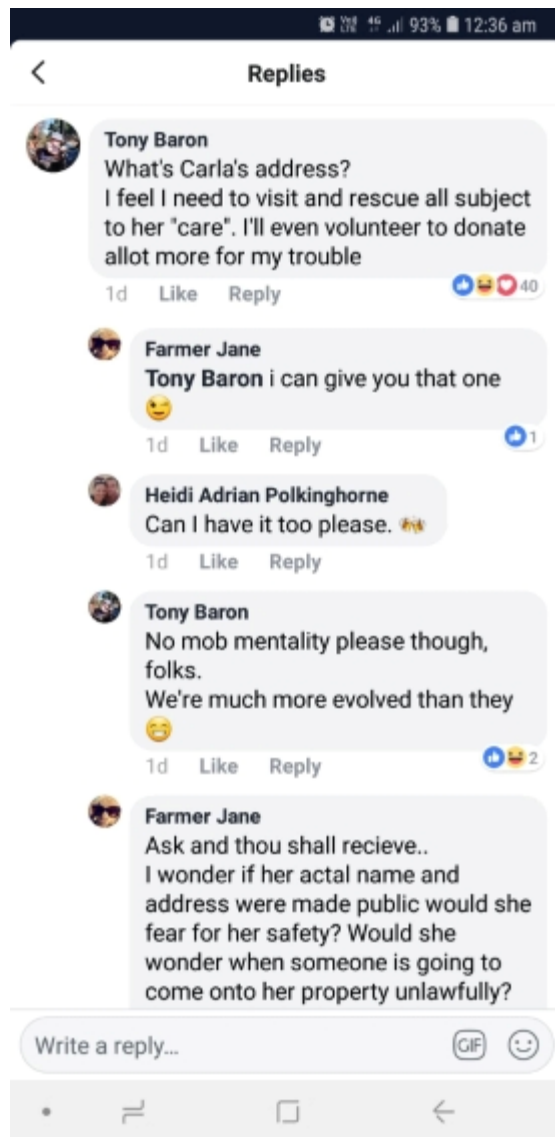 93% 12:36 am
Replies
Tony Baron
What's Carla's address?
I feel I need to visit and rescue all subject
to her "care". I'll even volunteer to donate
allot more for my trouble
1d Like Reply 40
Farmer Jane
Tony Baron i can give you that one
1d Like Reply 1
Heidi Adrian Polkinghorne
Can I have it too please.
1d Like Reply
Tony Baron
No mob mentality please though,
folks.
We're much more evolved than they
1d Like Reply 2
Farmer Jane
Ask and thou shall recieve..
I wonder if her actal name and
address were made public would she
fear for her safety? Would she
wonder when someone is going to
come onto her property unlawfully?
Write a reply... GIF